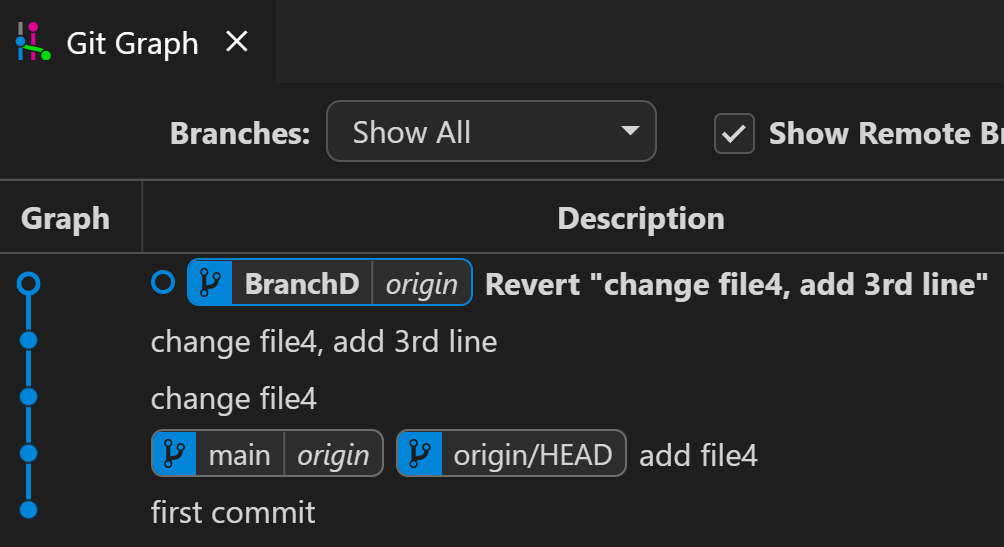 Git Graph
Branches: Show All Show Remote Br
Graph Description
BranchD origin Revert "change file4, add 3rd line"
change file4, add 3rd line
change file4
main origin origin/HEAD add file4
first commit